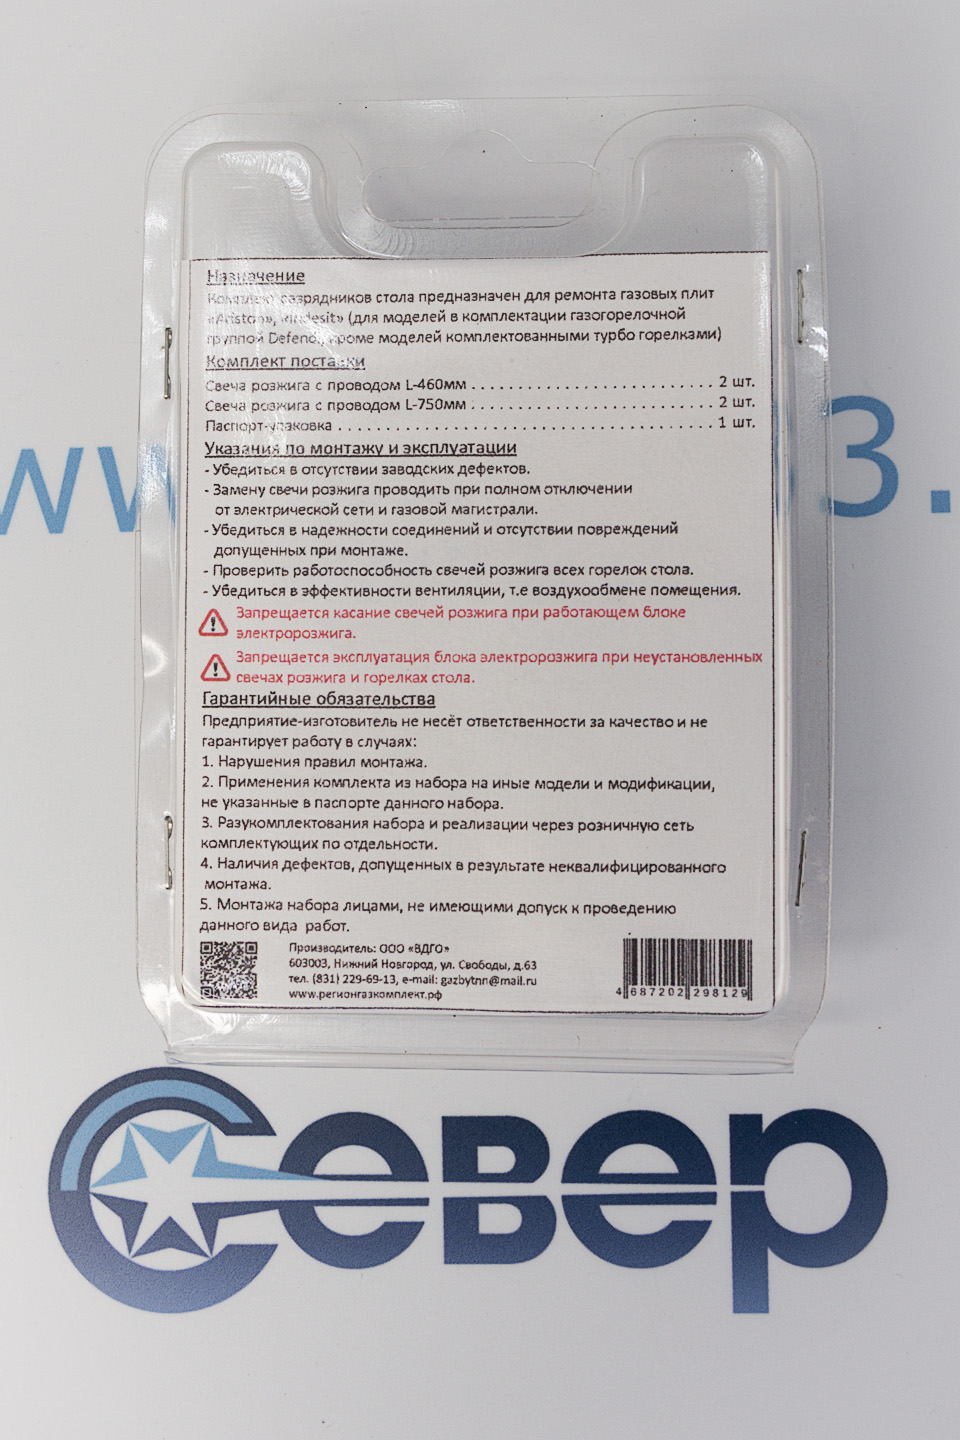 Назначение
Комплект разрядников стола предназначен для ремонта газовых плит
«Ariston», «Indesit» (для моделей в комплектации газогорелочной
группой Defendi, кроме моделей комплектованными турбо горелками)
Комплект поставки
Свеча розжига с проводом L-460мм . . . . . . . . . . . . . . . . . . . . . . . . 2 шт.
Свеча розжига с проводом L-750мм . . . . . . . . . . . . . . . . . . . . . . . . 2 шт.
Паспорт-упаковка . . . . . . . . . . . . . . . . . . . . . . . . . . . . . . . . . . . . . 1 шт.
Указания по монтажу и эксплуатации
- Убедиться в отсутствии заводских дефектов.
- Замену свечи розжига проводить при полном отключении
от электрической сети и газовой магистрали.
- Убедиться в надежности соединений и отсутствии повреждений
допущенных при монтаже.
- Проверить работоспособность свечей розжига всех горелок стола.
- Убедиться в эффективности вентиляции, т.е воздухообмене помещения.
Запрещается касание свечей розжига при работающем блоке
электророзжига.
Запрещается эксплуатация блока электророзжига при неустановленных
свечах розжига и горелках стола.
Гарантийные обязательства
Предприятие-изготовитель не несёт ответственности за качество и не
гарантирует работу в случаях:
1. Нарушения правил монтажа.
2. Применения комплекта из набора на иные модели и модификации,
не указанные в паспорте данного набора.
3. Разукомплектования набора и реализации через розничную сеть
комплектующих по отдельности.
4. Наличия дефектов, допущенных в результате неквалифицированного
монтажа.
5. Монтажа набора лицами, не имеющими допуск к проведению
данного вида работ.
Производитель: ООО «ВДГО»
603003, Нижний Новгород, ул. Свободы, д.63
тел. (831) 229-69-13, e-mail: gazbytnn@mail.ru
www.регионгазкомплект.рф
4 687202 298129
Север